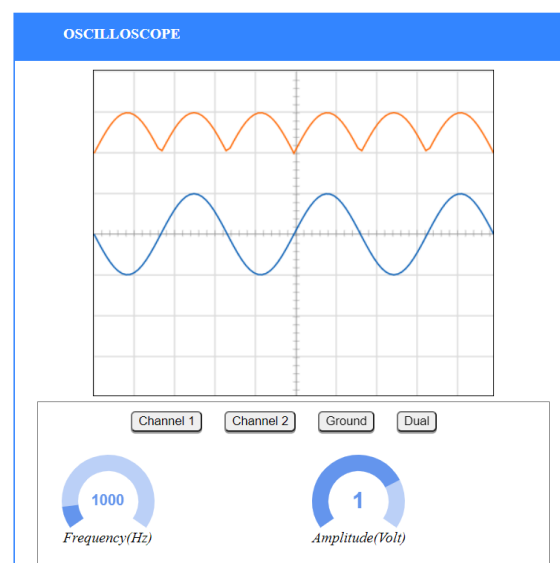 OSCILLOSCOPE
Channel 1 Channel 2 Ground Dual
1000 1
Frequency(Hz) Amplitude(Volt)